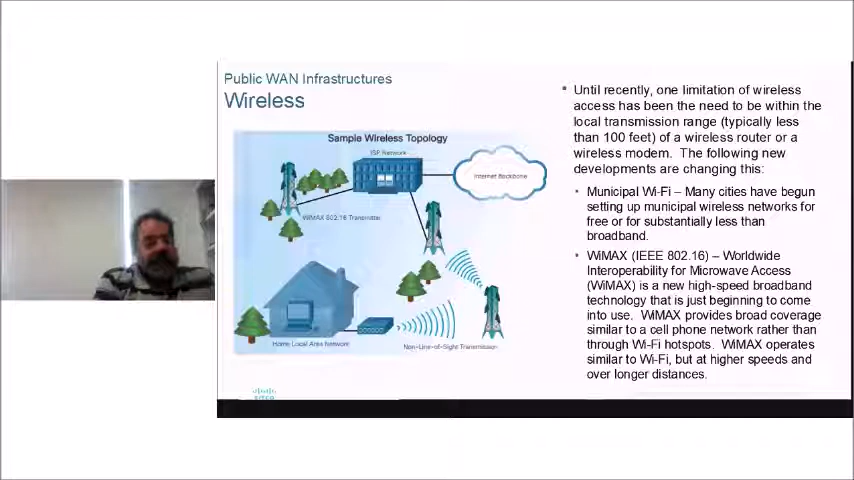 Public WAN Infrastructures
Wireless
Sample Wireless Topology
ISP Network
Internet Backbone
WiMAX 802.16 Transmitter
Home Local Area Network
Non-Line-of-Sight Transmission
▪ Until recently, one limitation of wireless
access has been the need to be within the
local transmission range (typically less
than 100 feet) of a wireless router or a
wireless modem. The following new
developments are changing this:
▪ Municipal Wi-Fi – Many cities have begun
setting up municipal wireless networks for
free or for substantially less than
broadband.
▪ WiMAX (IEEE 802.16) – Worldwide
Interoperability for Microwave Access
(WiMAX) is a new high-speed broadband
technology that is just beginning to come
into use. WiMAX provides broad coverage
similar to a cell phone network rather than
through Wi-Fi hotspots. WiMAX operates
similar to Wi-Fi, but at higher speeds and
over longer distances.